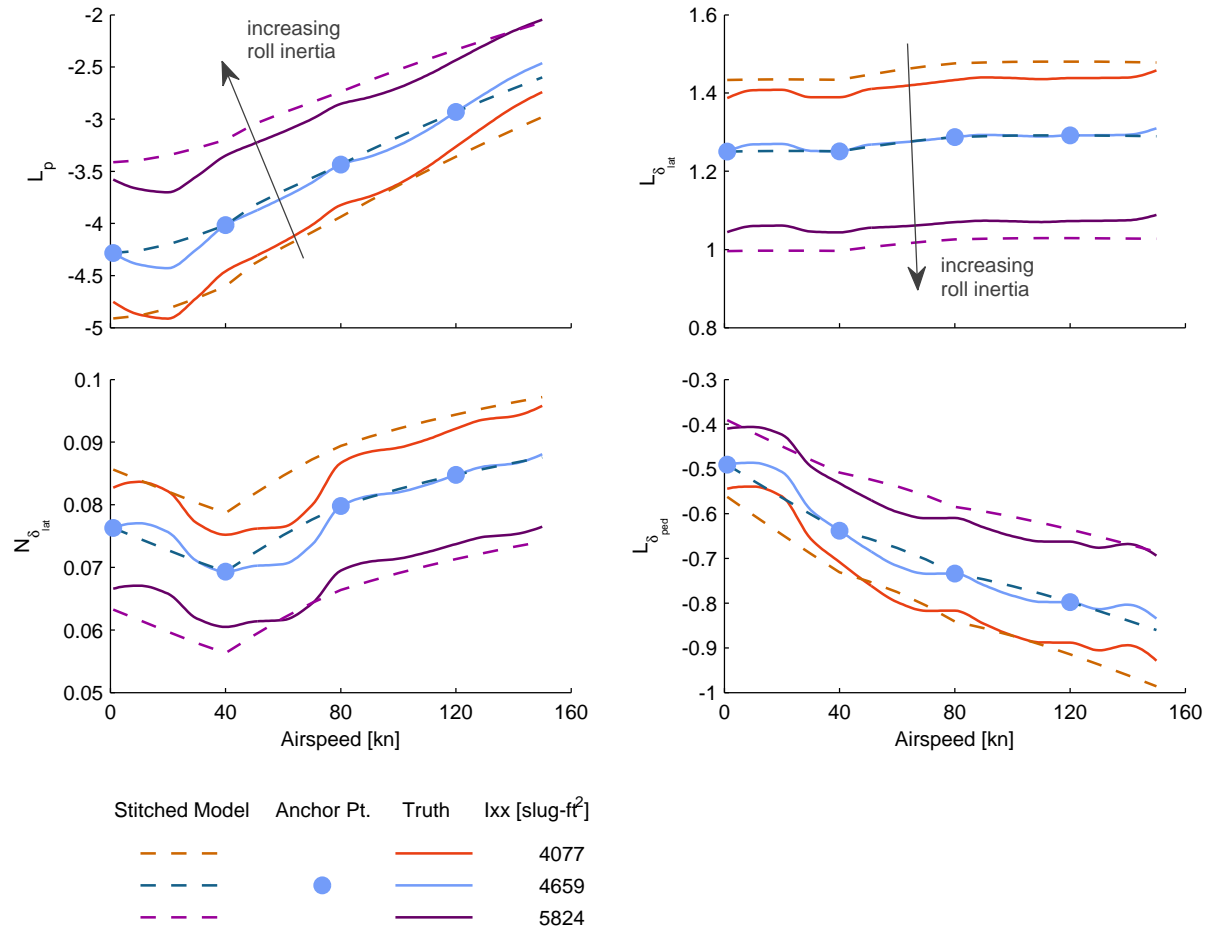 -2
-2.5
-3
-3.5
-4
-4.5
-5
L_p
increasing
roll inertia
1.6
1.4
1.2
1
0.8
L_δ_lat
increasing
roll inertia
0.1
0.09
0.08
0.07
0.06
0.05
N_δ_lat
0 40 80 120 160
Airspeed [kn]
-0.3
-0.4
-0.5
-0.6
-0.7
-0.8
-0.9
-1
L_δ_ped
0 40 80 120 160
Airspeed [kn]
Stitched Model Anchor Pt. Truth Ixx [slug-ft²]
4077
4659
5824